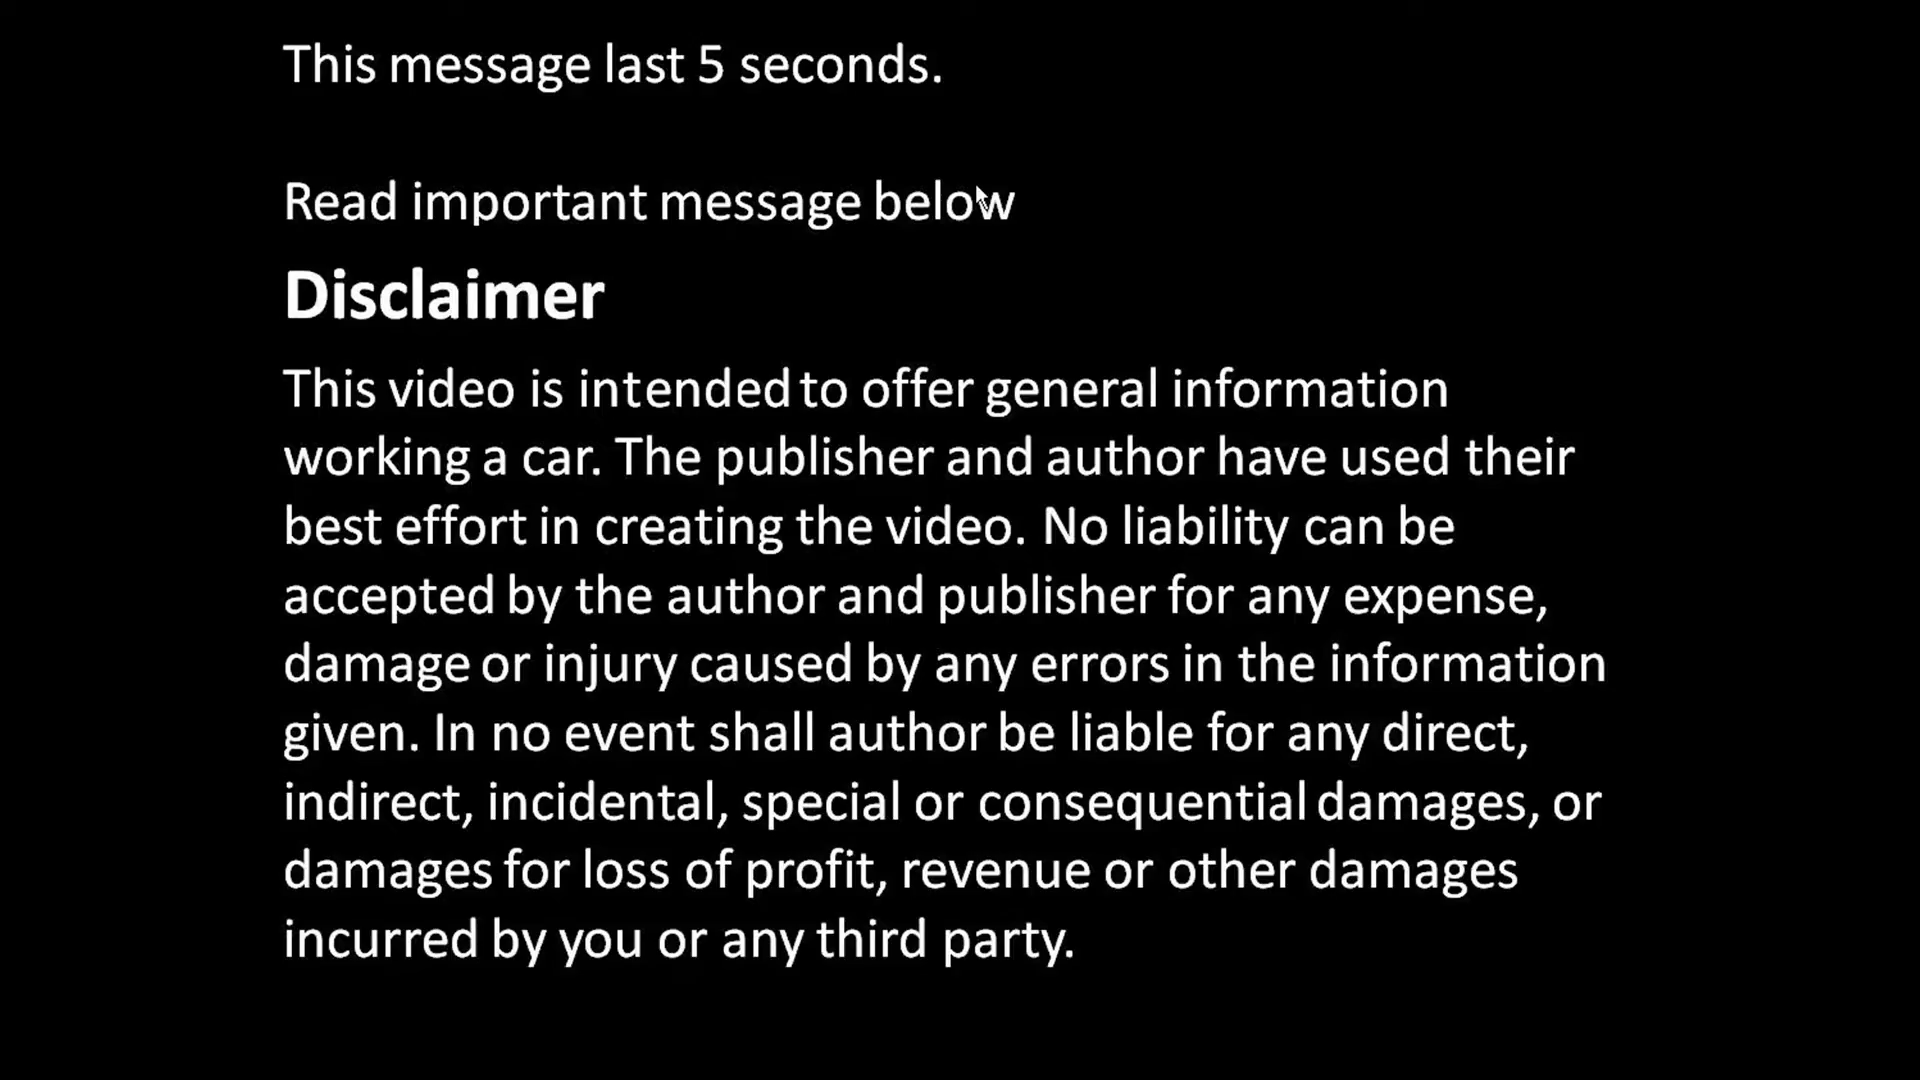 This message last 5 seconds.
Read important message below
Disclaimer
This video is intended to offer general information
working a car. The publisher and author have used their
best effort in creating the video. No liability can be
accepted by the author and publisher for any expense,
damage or injury caused by any errors in the information
given. In no event shall author be liable for any direct,
indirect, incidental, special or consequential damages, or
damages for loss of profit, revenue or other damages
incurred by you or any third party.